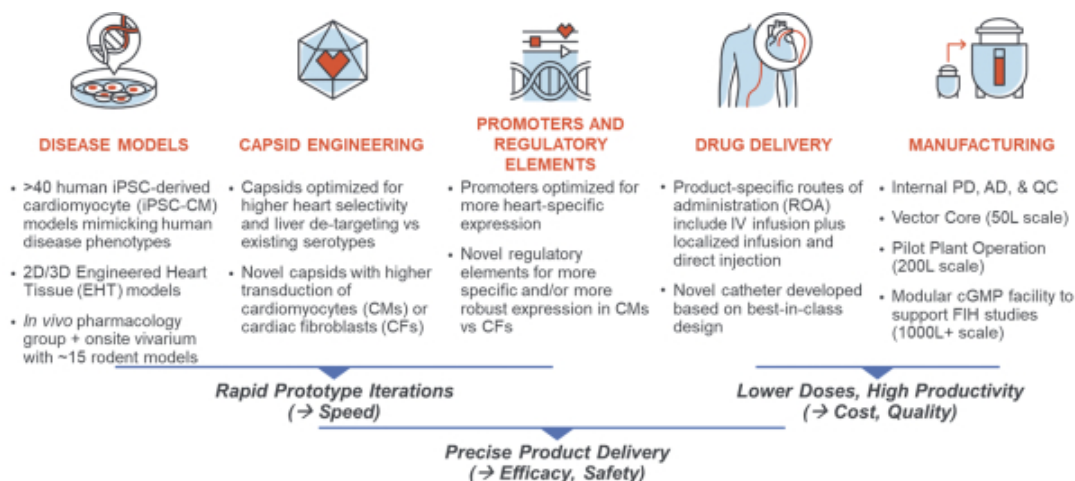 DISEASE MODELS
• >40 human iPSC-derived
cardiomyocyte (iPSC-CM)
models mimicking human
disease phenotypes
• 2D/3D Engineered Heart
Tissue (EHT) models
• In vivo pharmacology
group + onsite vivarium
with ~15 rodent models
CAPSID ENGINEERING
• Capsids optimized for
higher heart selectivity
and liver de-targeting vs
existing serotypes
• Novel capsids with higher
transduction of
cardiomyocytes (CMs) or
cardiac fibroblasts (CFs)
PROMOTERS AND
REGULATORY
ELEMENTS
• Promoters optimized for
more heart-specific
expression
• Novel regulatory
elements for more
specific and/or more
robust expression in CMs
vs CFs
DRUG DELIVERY
• Product-specific routes of
administration (ROA)
include IV infusion plus
localized infusion and
direct injection
• Novel catheter developed
based on best-in-class
design
MANUFACTURING
• Internal PD, AD, & QC
• Vector Core (50L scale)
• Pilot Plant Operation
(200L scale)
• Modular cGMP facility to
support FIH studies
(1000L+ scale)
Rapid Prototype Iterations
(→ Speed)
Lower Doses, High Productivity
(→ Cost, Quality)
Precise Product Delivery
(→ Efficacy, Safety)